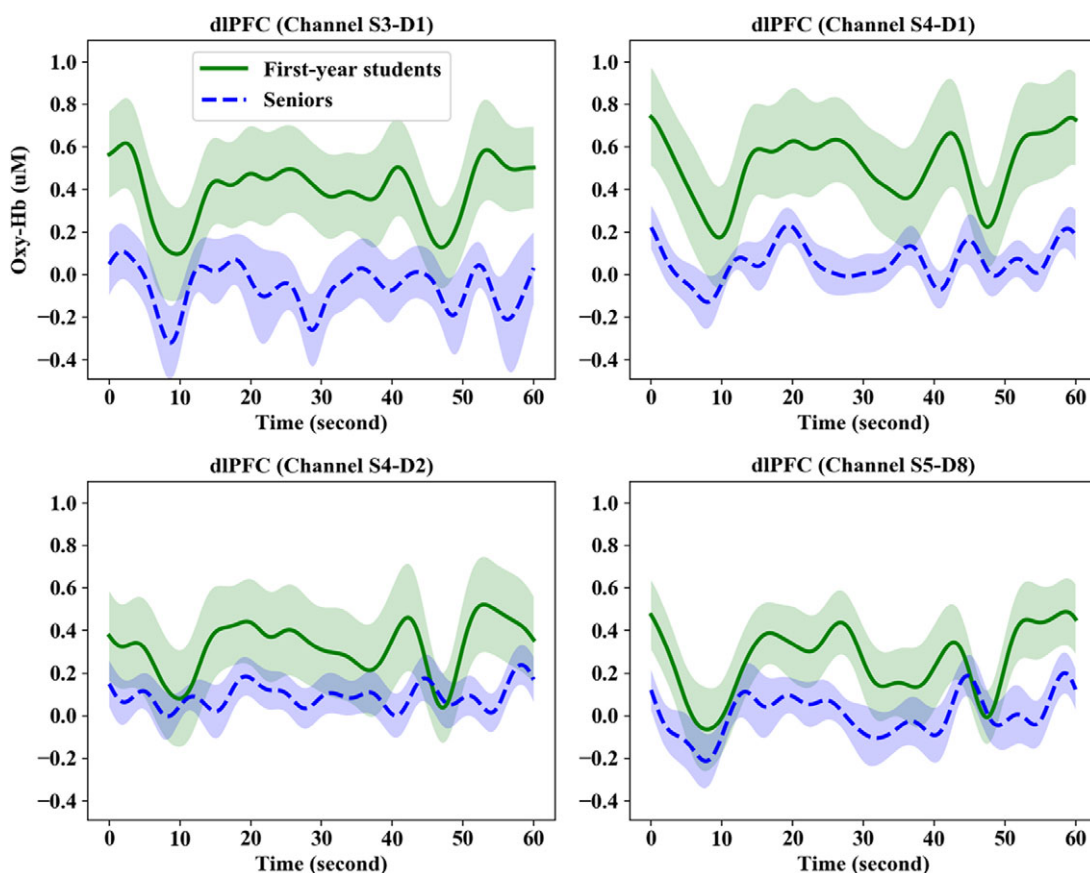 dlPFC (Channel S3-D1)
dlPFC (Channel S4-D1)
First-year students
Seniors
Oxy-Hb (uM)
1.0
0.8
0.6
0.4
0.2
0.0
−0.2
−0.4
0 10 20 30 40 50 60
Time (second)
1.0
0.8
0.6
0.4
0.2
0.0
−0.2
−0.4
0 10 20 30 40 50 60
Time (second)
dlPFC (Channel S4-D2)
dlPFC (Channel S5-D8)
1.0
0.8
0.6
0.4
0.2
0.0
−0.2
−0.4
0 10 20 30 40 50 60
Time (second)
1.0
0.8
0.6
0.4
0.2
0.0
−0.2
−0.4
0 10 20 30 40 50 60
Time (second)